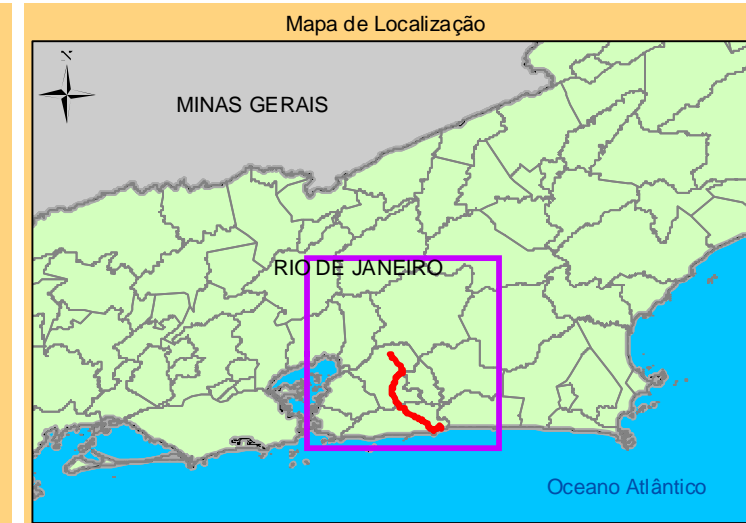 Mapa de Localização
N
MINAS GERAIS
RIO DE JANEIRO
Oceano Atlântico